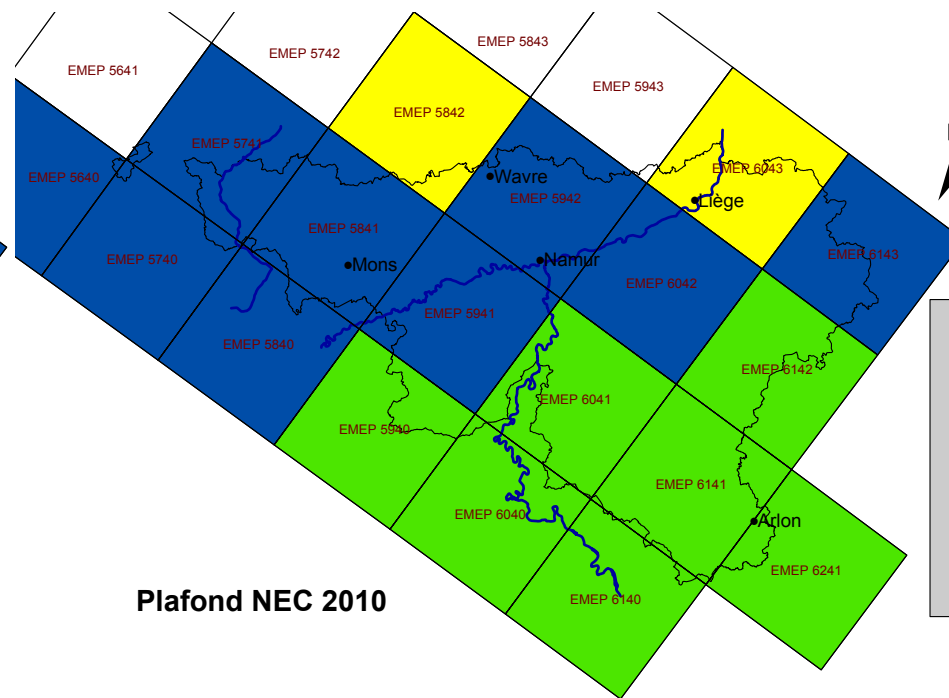 EMEP 5843
EMEP 5742
EMEP 5641
EMEP 5943
EMEP 5842
EMEP 5741
EMEP 6043
EMEP 5640
Wavre
EMEP 5942
Liège
EMEP 5841
EMEP 5740
Mons
Namur
EMEP 6143
EMEP 6042
EMEP 5941
EMEP 5840
EMEP 6142
EMEP 6041
EMEP 5940
EMEP 6141
EMEP 6040
Arlon
EMEP 6241
EMEP 6140
Plafond NEC 2010